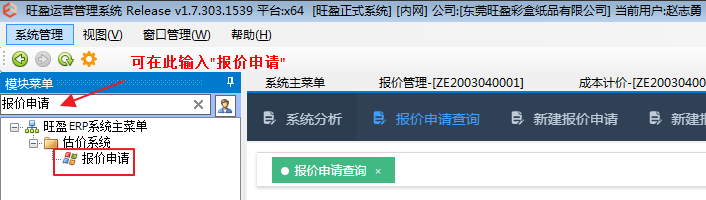 旺盈运营管理系统 Release v1.7.303.1539 平台:x64 [旺盈正式系统] [内网] 公司:[东莞旺盈彩盒纸品有限公司] 当前用户:赵志勇
系统管理 视图(V) 窗口管理(W) 帮助(H)
可在此输入"报价申请"
模块菜单
报价申请
旺盈ERP系统主菜单
估价系统
报价申请
系统主菜单 报价管理-[ZE2003040001] 成本计价-[ZE20030400
系统分析 报价申请查询 新建报价申请 新建报
报价申请查询 ×